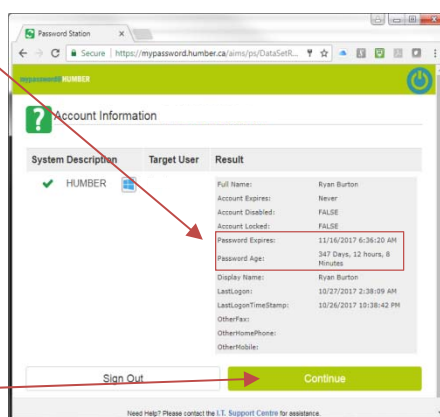 Password Station
Secure https://mypassword.humber.ca/aims/ps/DataSetR...
mypassword@HUMBER
Account Information
System Description Target User Result
HUMBER
Full Name: Ryan Burton
Account Expires: Never
Account Disabled: FALSE
Account Locked: FALSE
Password Expires: 11/16/2017 6:36:20 AM
Password Age: 347 Days, 12 hours, 8
Minutes
Display Name: Ryan Burton
LastLogon: 10/27/2017 2:38:09 AM
LastLogonTimeStamp: 10/26/2017 10:38:42 PM
OtherFax:
OtherHomePhone:
OtherMobile:
Sign Out Continue
Need Help? Please contact the I.T. Support Centre for assistance.